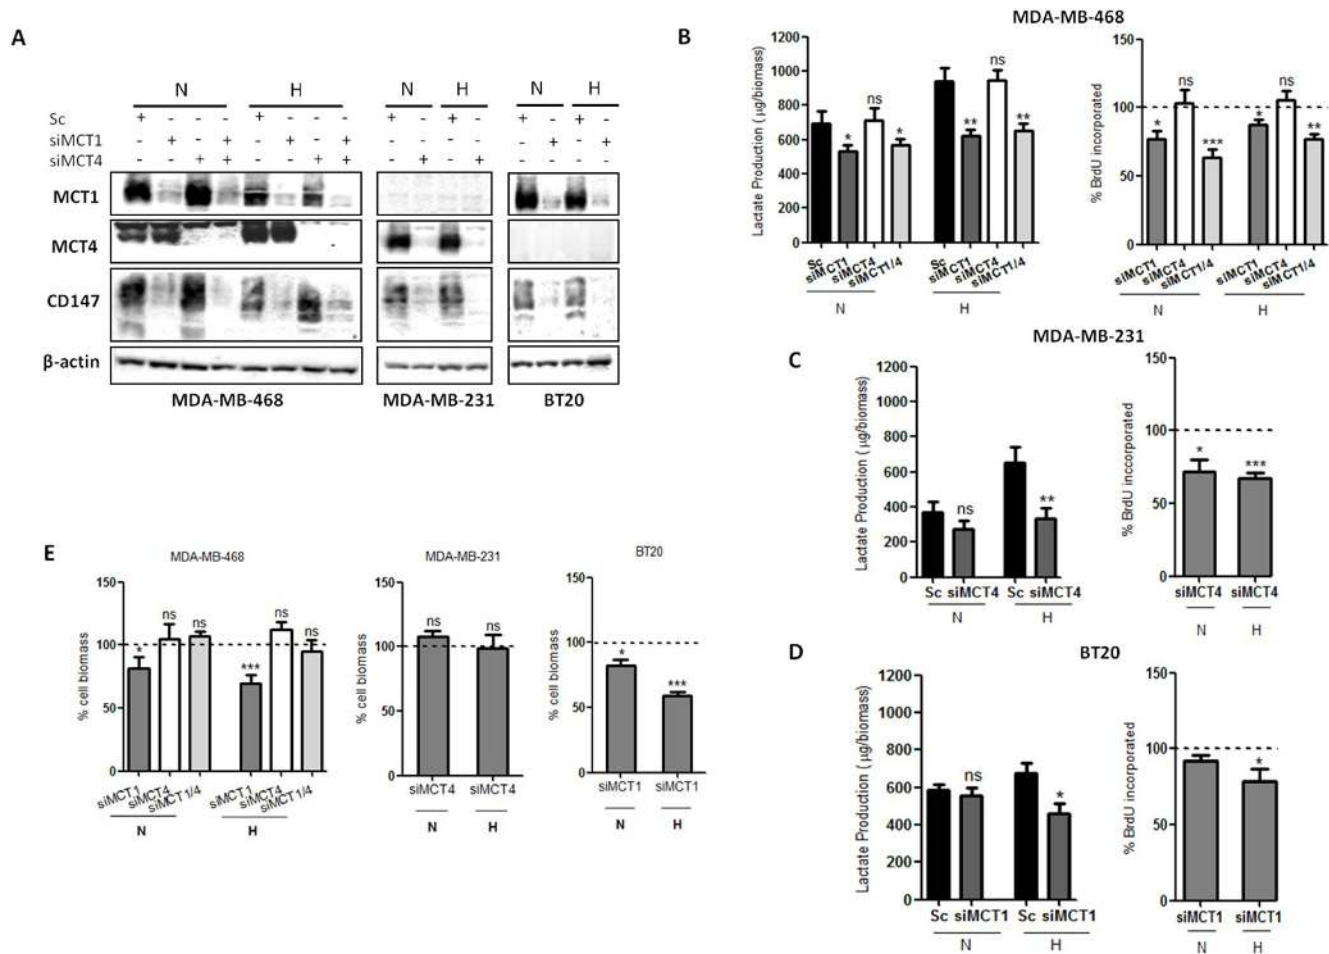 A
N H N H N H
Sc + - - - + - - - + - + - + - + -
siMCT1 - + - + - + - + - - - - - + - +
siMCT4 - - + + - - + + - + - + - - - -
MCT1
MCT4
CD147
β-actin
MDA-MB-468 MDA-MB-231 BT20
B
MDA-MB-468
Lactate Production ( µg/biomass)
1200
1000
800
600
400
200
0
* ns * ** ns **
Sc siMCT1 siMCT4 siMCT1/4 Sc siMCT1 siMCT4 siMCT1/4
N H
% BrdU incorporated
150
100
50
0
* ns *** * ns **
siMCT1 siMCT4 siMCT1/4 siMCT1 siMCT4 siMCT1/4
N H
C
MDA-MB-231
Lactate Production ( µg/biomass)
1200
1000
800
600
400
200
0
ns **
Sc siMCT4 Sc siMCT4
N H
% BrdU inccorporated
150
100
50
0
* ***
siMCT4 siMCT4
N H
D
BT20
Lactate Production ( µg/biomass)
1200
1000
800
600
400
200
0
ns *
Sc siMCT1 Sc siMCT1
N H
% BrdU incorporated
150
100
50
0
*
siMCT1 siMCT1
N H
E
MDA-MB-468
% cell biomass
150
100
50
0
* ns ns *** ns ns
siMCT1 siMCT4 siMCT1/4 siMCT1 siMCT4 siMCT1/4
N H
MDA-MB-231
% cell biomass
150
100
50
0
ns ns
siMCT4 siMCT4
N H
BT20
% cell biomass
150
100
50
0
* ***
siMCT1 siMCT1
N H